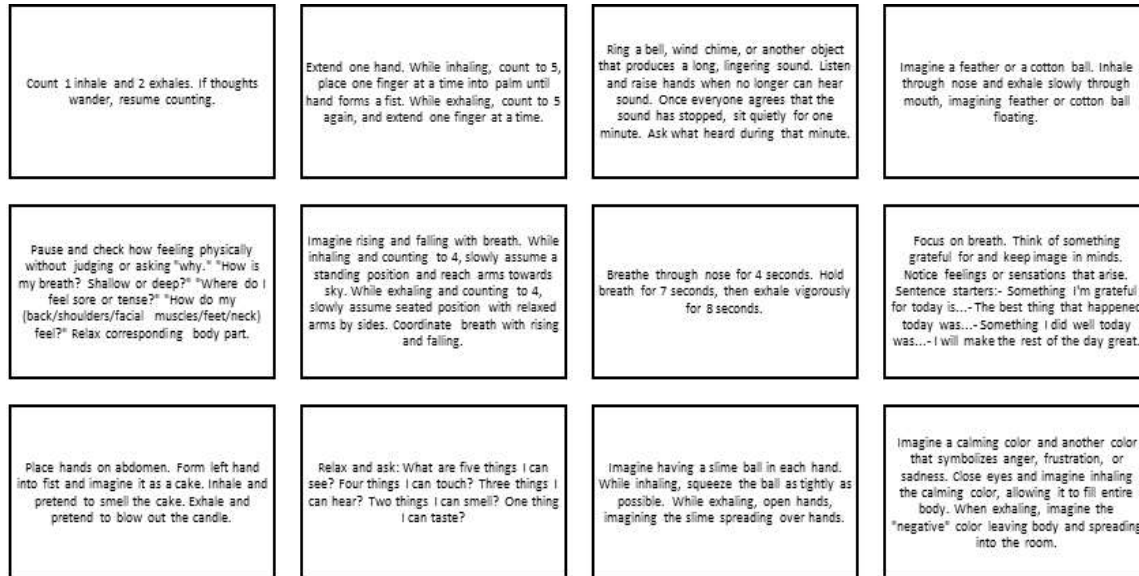 Count 1 inhale and 2 exhales. If thoughts
wander, resume counting.
Extend one hand. While inhaling, count to 5,
place one finger at a time into palm until
hand forms a fist. While exhaling, count to 5
again, and extend one finger at a time.
Ring a bell, wind chime, or another object
that produces a long, lingering sound. Listen
and raise hands when no longer can hear
sound. Once everyone agrees that the
sound has stopped, sit quietly for one
minute. Ask what heard during that minute.
Imagine a feather or a cotton ball. Inhale
through nose and exhale slowly through
mouth, imagining feather or cotton ball
floating.
Pause and check how feeling physically
without judging or asking "why." "How is
my breath? Shallow or deep?" "Where do I
feel sore or tense?" "How do my
(back/shoulders/facial muscles/feet/neck)
feel?" Relax corresponding body part.
Imagine rising and falling with breath. While
inhaling and counting to 4, slowly assume a
standing position and reach arms towards
sky. While exhaling and counting to 4,
slowly assume seated position with relaxed
arms by sides. Coordinate breath with rising
and falling.
Breathe through nose for 4 seconds. Hold
breath for 7 seconds, then exhale vigorously
for 8 seconds.
Focus on breath. Think of something
grateful for and keep image in minds.
Notice feelings or sensations that arise.
Sentence starters:- Something I'm grateful
for today is...- The best thing that happened
today was...- Something I did well today
was...- I will make the rest of the day great.
Place hands on abdomen. Form left hand
into fist and imagine it as a cake. Inhale and
pretend to smell the cake. Exhale and
pretend to blow out the candle.
Relax and ask: What are five things I can
see? Four things I can touch? Three things I
can hear? Two things I can smell? One thing
I can taste?
Imagine having a slime ball in each hand.
While inhaling, squeeze the ball as tightly as
possible. While exhaling, open hands,
imagining the slime spreading over hands.
Imagine a calming color and another color
that symbolizes anger, frustration, or
sadness. Close eyes and imagine inhaling
the calming color, allowing it to fill entire
body. When exhaling, imagine the
"negative" color leaving body and spreading
into the room.